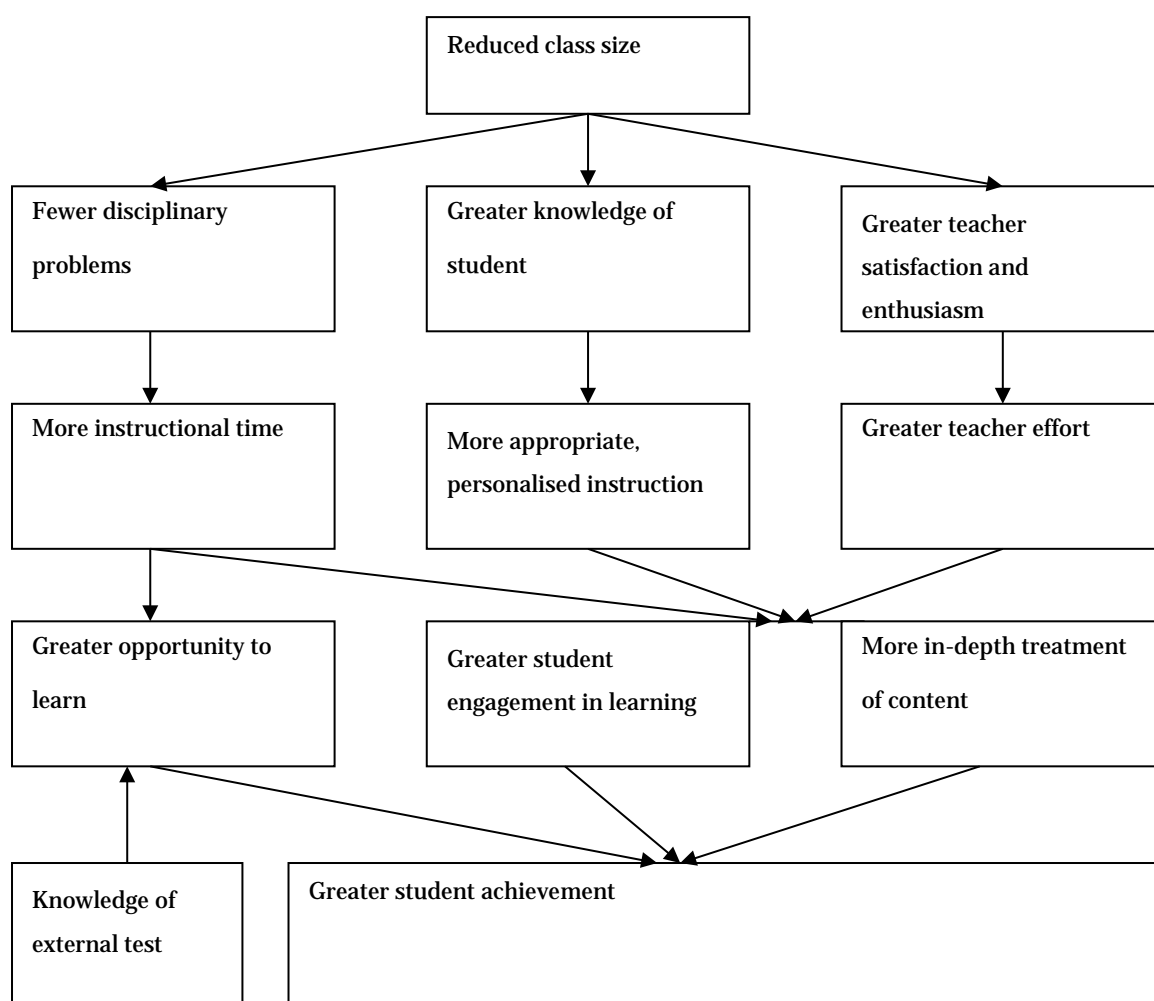 Reduced class size
Fewer disciplinary
problems
Greater knowledge of
student
Greater teacher
satisfaction and
enthusiasm
More instructional time
More appropriate,
personalised instruction
Greater teacher effort
Greater opportunity to
learn
Greater student
engagement in learning
More in-depth treatment
of content
Knowledge of
external test
Greater student achievement